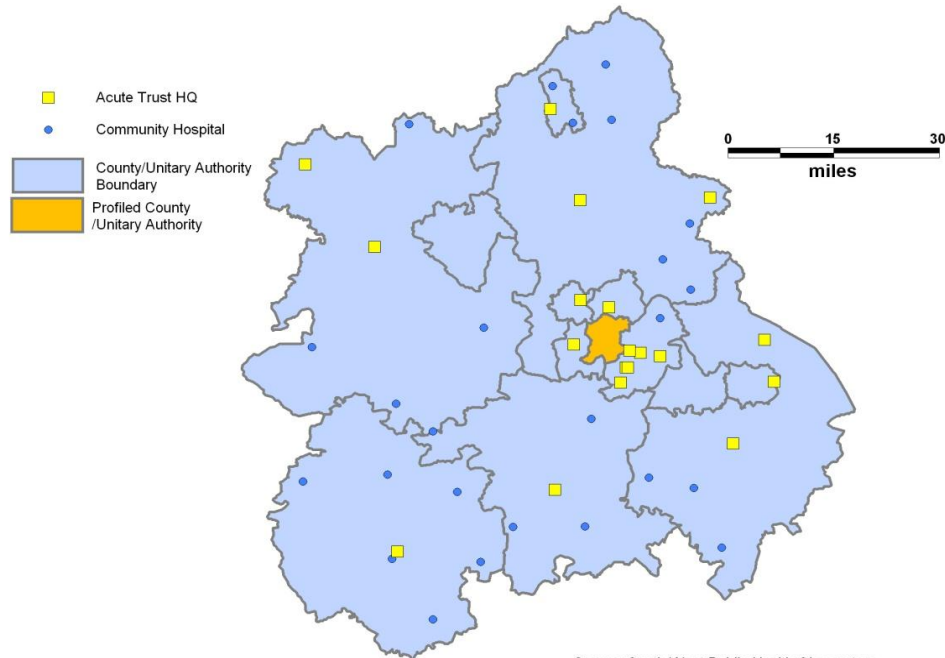 Acute Trust HQ
Community Hospital
County/Unitary Authority
Boundary
Profiled County
/Unitary Authority
0 15 30
miles